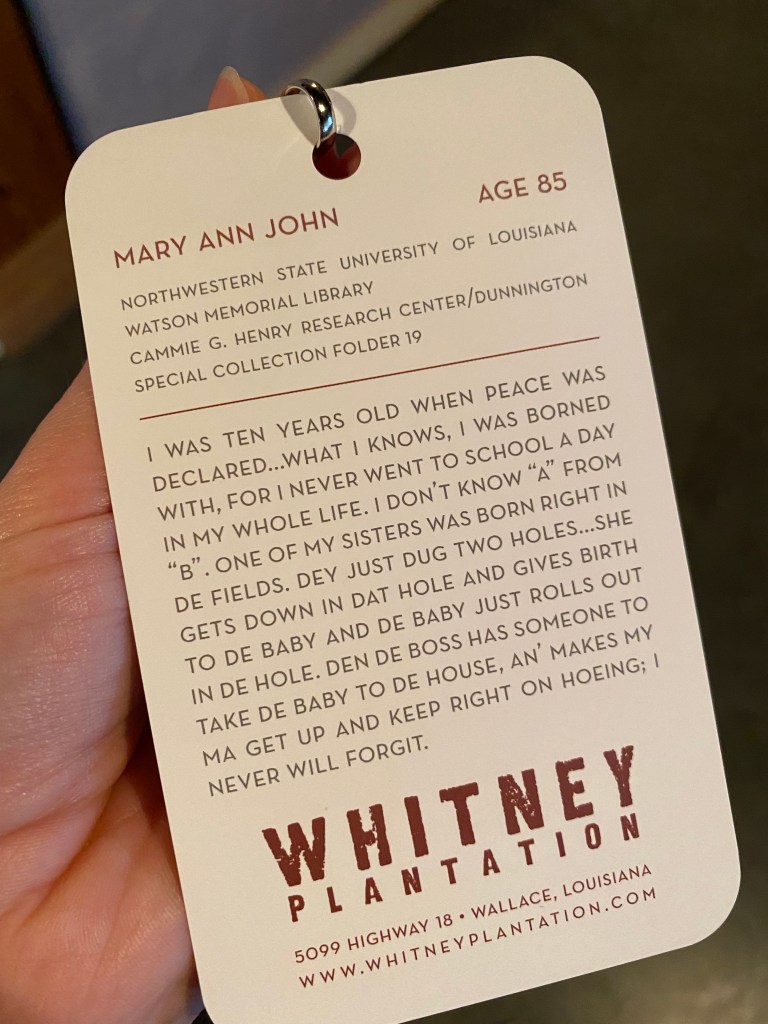 MARY ANN JOHN AGE 85
NORTHWESTERN STATE UNIVERSITY OF LOUISIANA
WATSON MEMORIAL LIBRARY
CAMMIE G. HENRY RESEARCH CENTER/DUNNINGTON
SPECIAL COLLECTION FOLDER 19
I WAS TEN YEARS OLD WHEN PEACE WAS
DECLARED...WHAT I KNOWS, I WAS BORNED
WITH, FOR I NEVER WENT TO SCHOOL A DAY
IN MY WHOLE LIFE. I DON'T KNOW “A” FROM
“B”. ONE OF MY SISTERS WAS BORN RIGHT IN
DE FIELDS. DEY JUST DUG TWO HOLES...SHE
GETS DOWN IN DAT HOLE AND GIVES BIRTH
TO DE BABY AND DE BABY JUST ROLLS OUT
IN DE HOLE. DEN DE BOSS HAS SOMEONE TO
TAKE DE BABY TO DE HOUSE, AN' MAKES MY
MA GET UP AND KEEP RIGHT ON HOEING; I
NEVER WILL FORGIT.
WHITNEY
PLANTATION
5099 HIGHWAY 18 • WALLACE, LOUISIANA
WWW.WHITNEYPLANTATION.COM